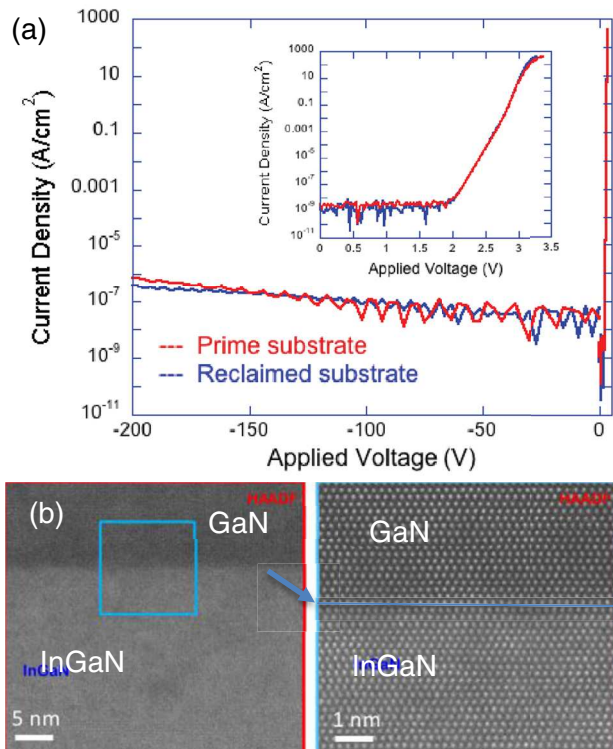 (a)
1000
10
0.1
0.001
10⁻⁵
10⁻⁷
10⁻⁹
10⁻¹¹
Current Density (A/cm²)
1000
10
0.1
0.001
10⁻⁵
10⁻⁷
10⁻⁹
10⁻¹¹
Current Density (A/cm²)
0 0.5 1 1.5 2 2.5 3 3.5
Applied Voltage (V)
Prime substrate
Reclaimed substrate
-200 -150 -100 -50 0
Applied Voltage (V)
(b)
HAADF
GaN
InGaN
InGaN
5 nm
HAADF
GaN
InGaN
InGaN
1 nm